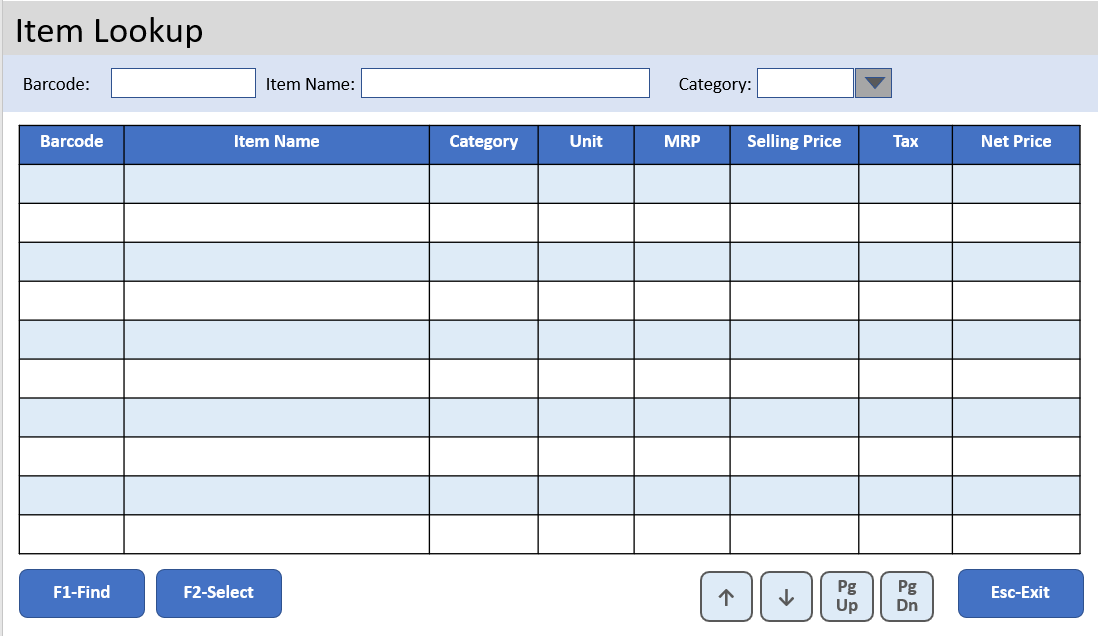 Item Lookup
Barcode: Item Name: Category:
Barcode Item Name Category Unit MRP Selling Price Tax Net Price
F1-Find F2-Select ↑ ↓ Pg Up Pg Dn Esc-Exit